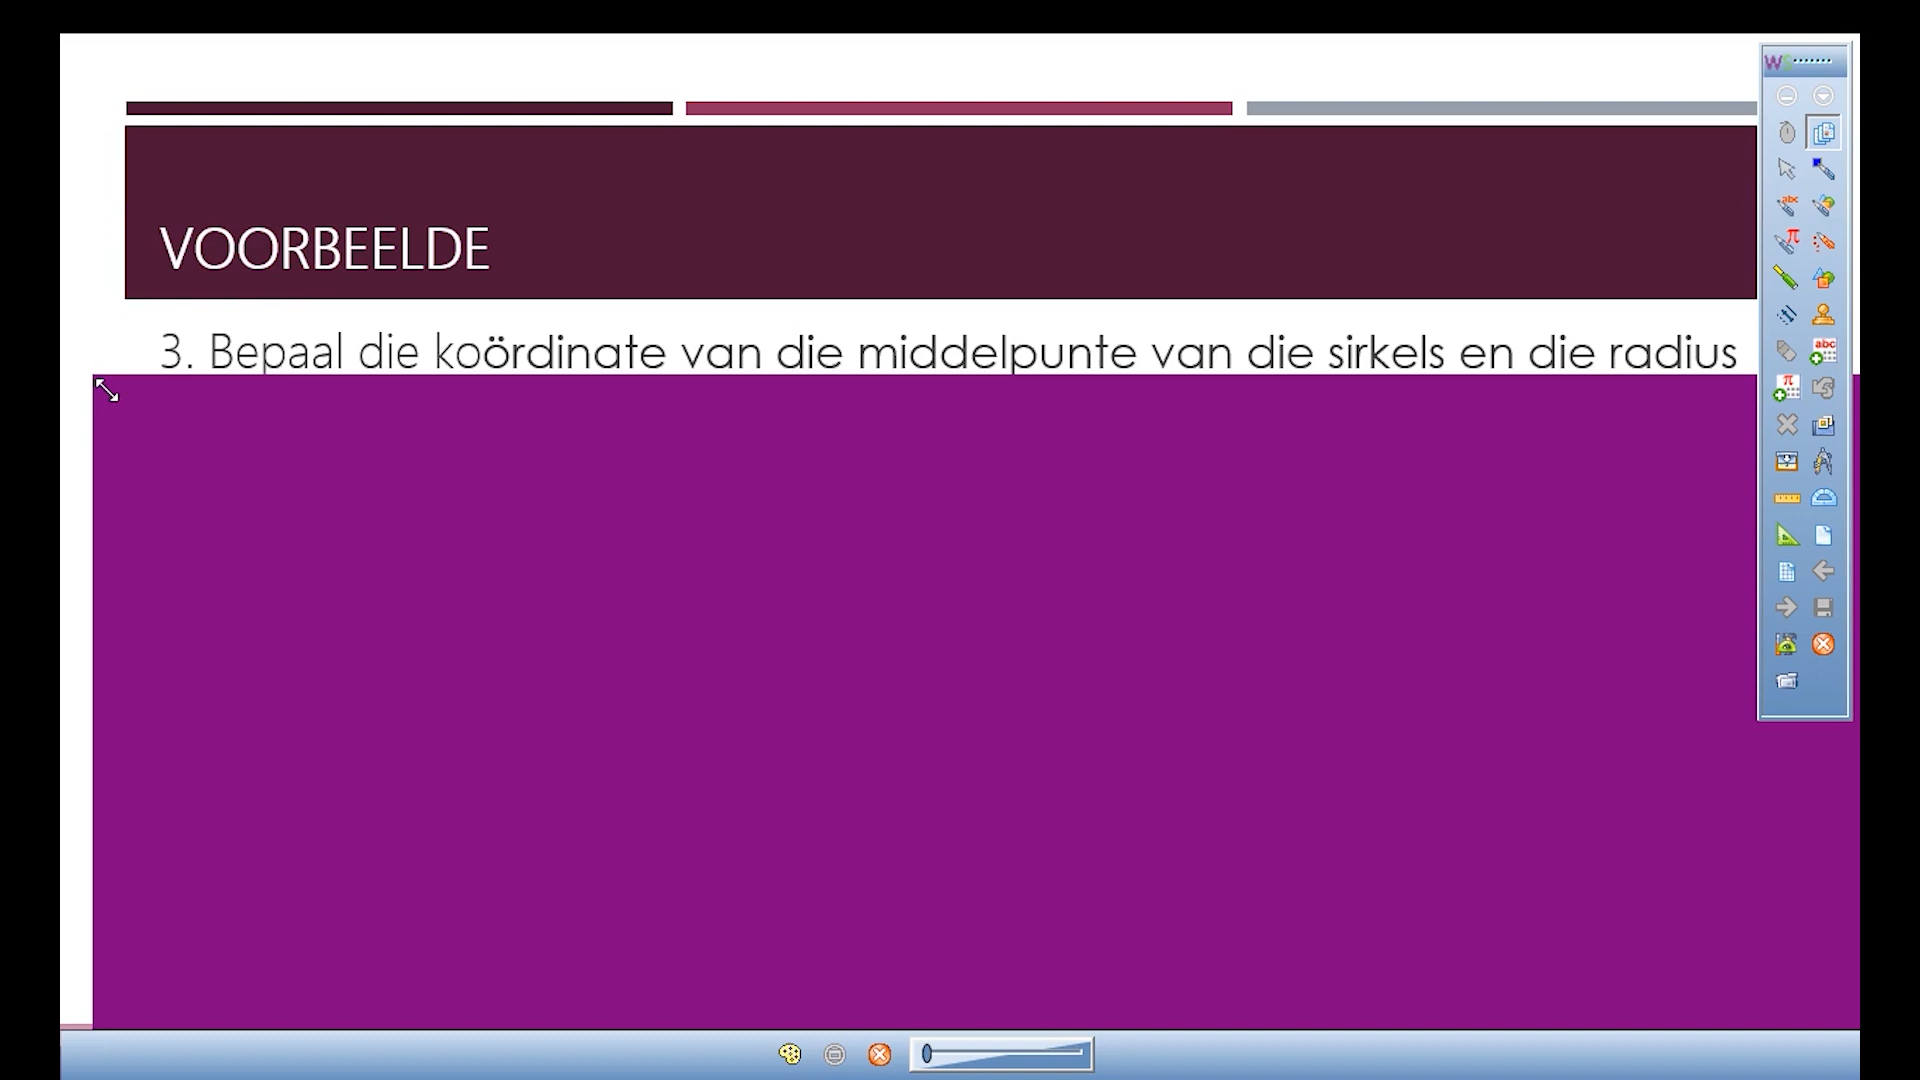 VOORBEELDE
3. Bepaal die koördinate van die middelpunte van die sirkels en die radius